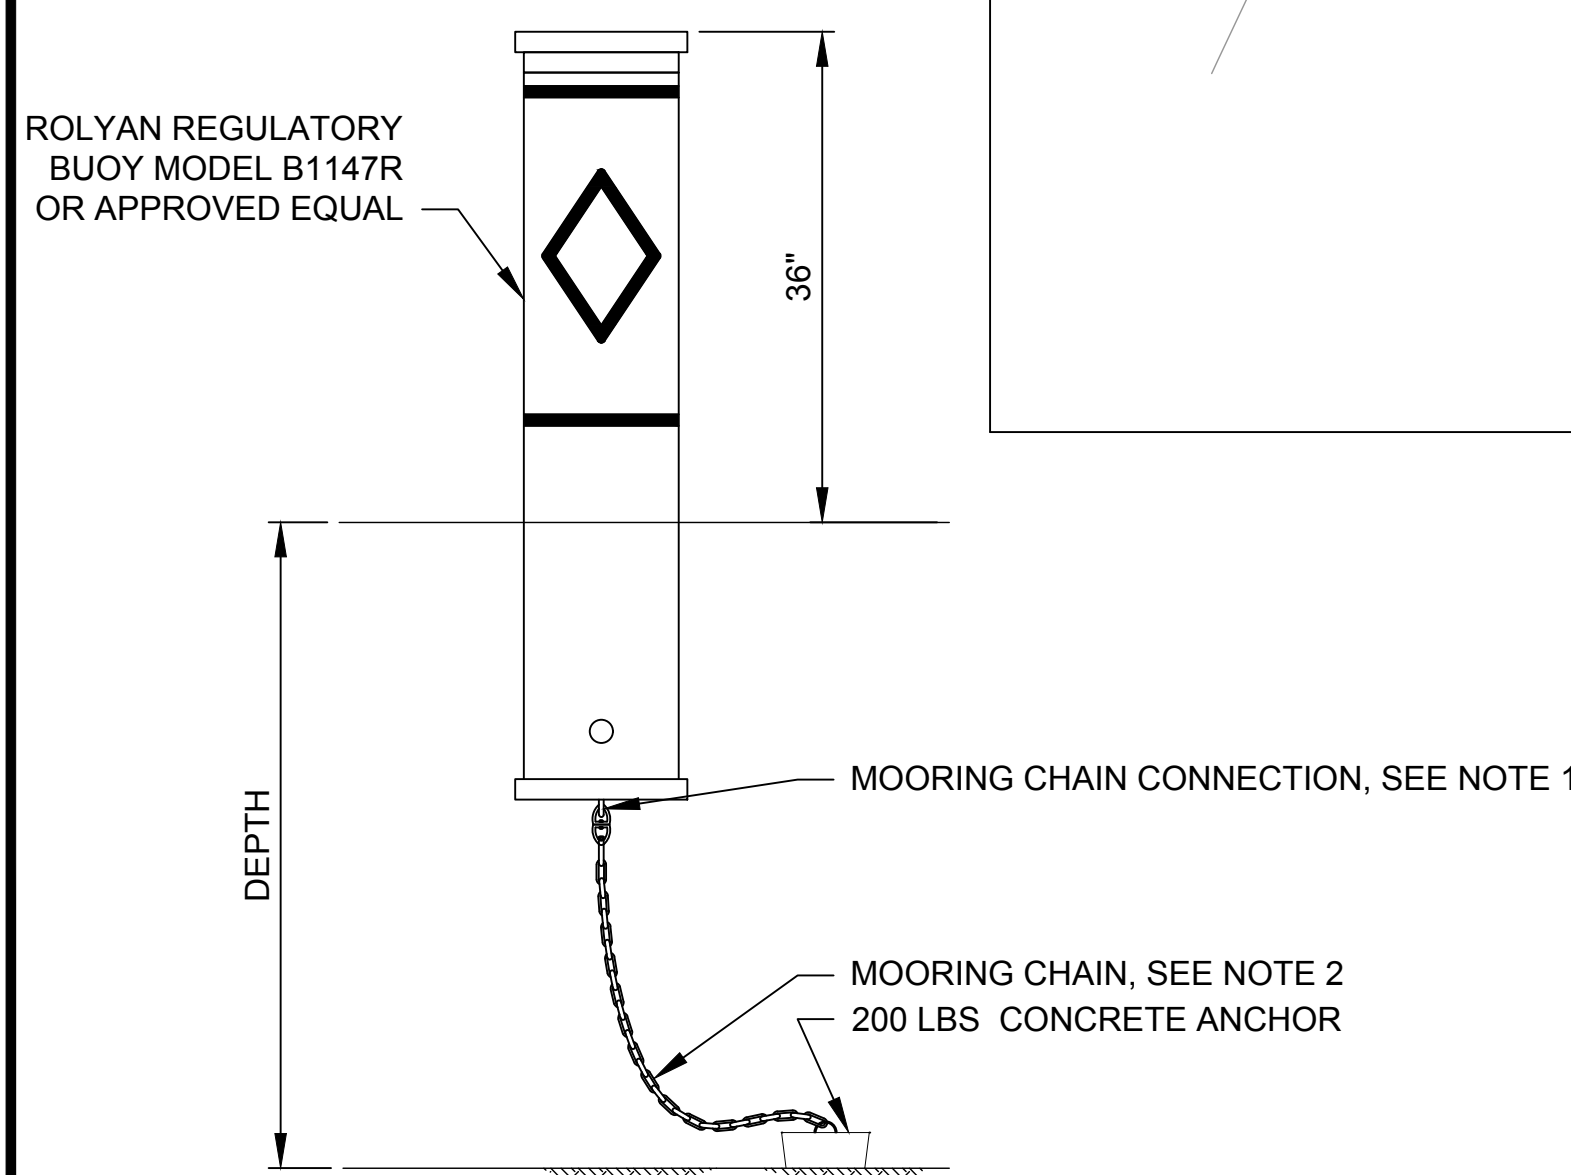 ROLYAN REGULATORY
BUOY MODEL B1147R
OR APPROVED EQUAL
36"
DEPTH
MOORING CHAIN CONNECTION, SEE NOTE 1
MOORING CHAIN, SEE NOTE 2
200 LBS CONCRETE ANCHOR